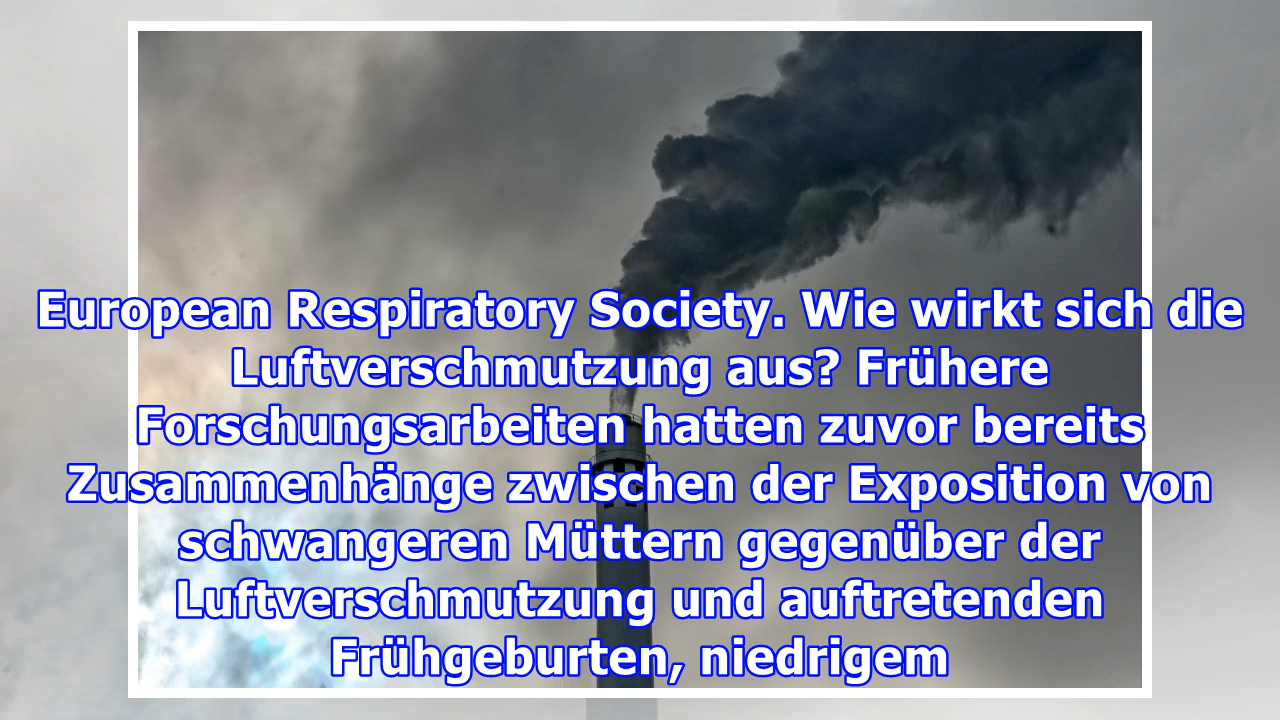 European Respiratory Society. Wie wirkt sich die
Luftverschmutzung aus? Frühere
Forschungsarbeiten hatten zuvor bereits
Zusammenhänge zwischen der Exposition von
schwangeren Müttern gegenüber der
Luftverschmutzung und auftretenden
Frühgeburten, niedrigem